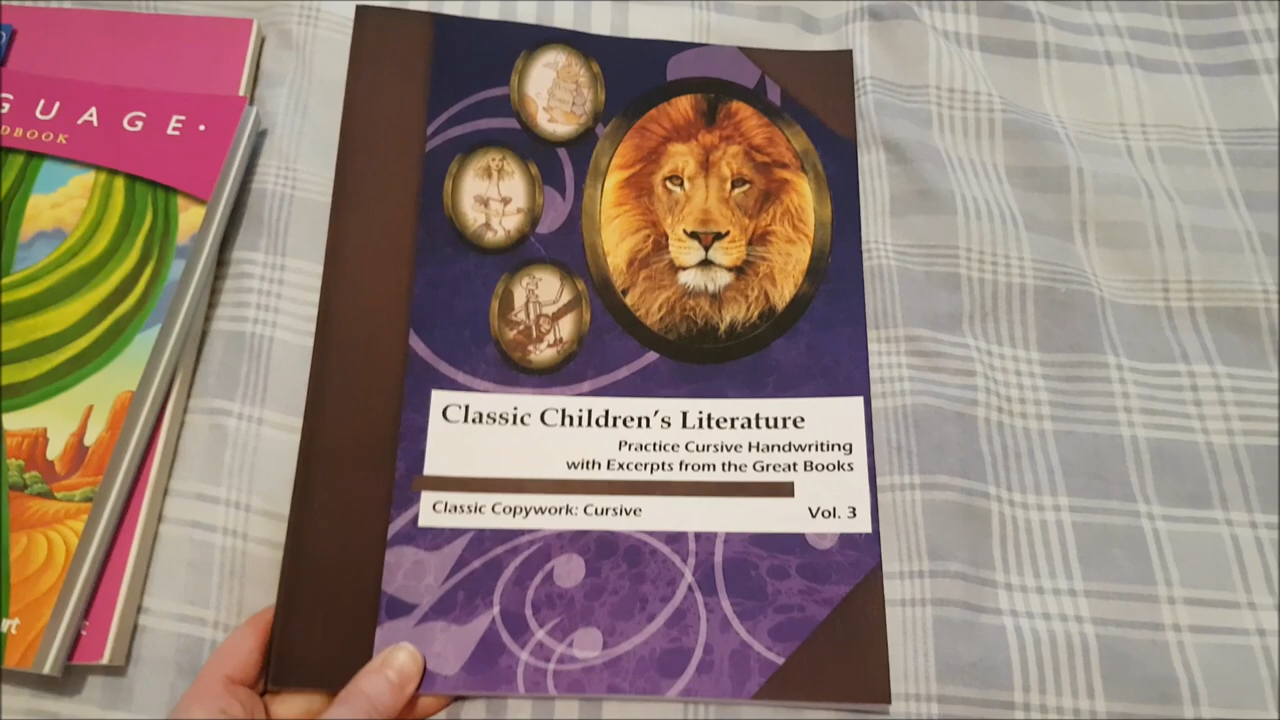 GUAGE·
DBOOK
Classic Children's Literature
Practice Cursive Handwriting
with Excerpts from the Great Books
Classic Copywork: Cursive
Vol. 3